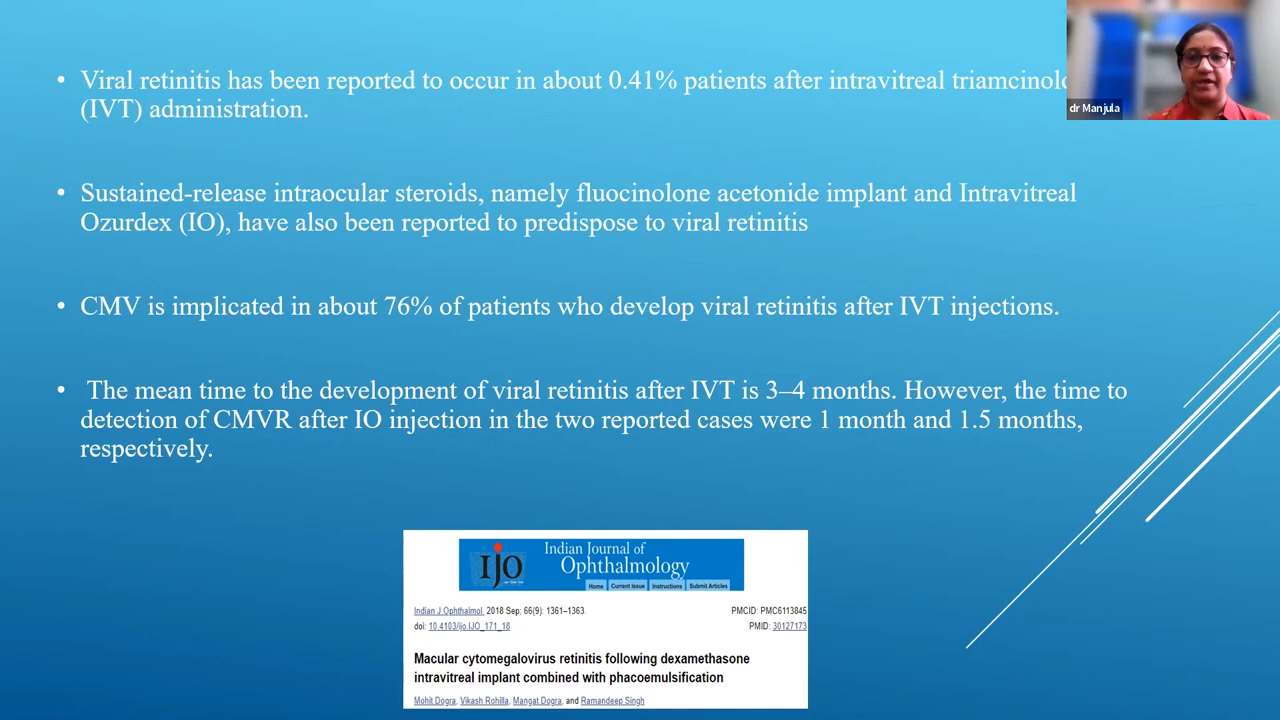 • Viral retinitis has been reported to occur in about 0.41% patients after intravitreal
(IVT) administration.
dr Manjula
• Sustained-release intraocular steroids, namely fluocinolone acetonide implant and Intravitreal
Ozurdex (IO), have also been reported to predispose to viral retinitis
• CMV is implicated in about 76% of patients who develop viral retinitis after IVT injections.
• The mean time to the development of viral retinitis after IVT is 3–4 months. However, the time to
detection of CMVR after IO injection in the two reported cases were 1 month and 1.5 months,
respectively.
IJO
Indian Journal of
Ophthalmology
Home Current Issue Instructions Submit Articles
Indian J Ophthalmol. 2018 Sep; 66(9): 1361–1363. PMCID: PMC6113845
doi: 10.4103/ijo.IJO_171_18 PMID: 30127173
Macular cytomegalovirus retinitis following dexamethasone
intravitreal implant combined with phacoemulsification
Mohit Dogra, Vikash Rohilla, Mangat Dogra, and Ramandeep Singh